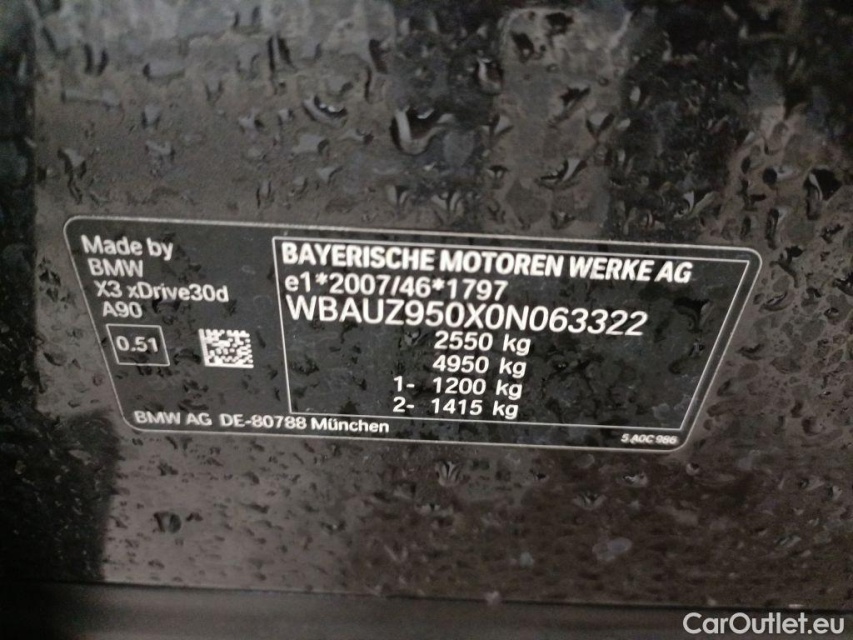 Made by
BMW
X3 xDrive30d
A90
0.51
BMW AG DE-80788 München
BAYERISCHE MOTOREN WERKE AG
e1*2007/46*1797
WBAUZ950X0N063322
2550 kg
4950 kg
1- 1200 kg
2- 1415 kg
5 AGC 986
CarOutlet.eu